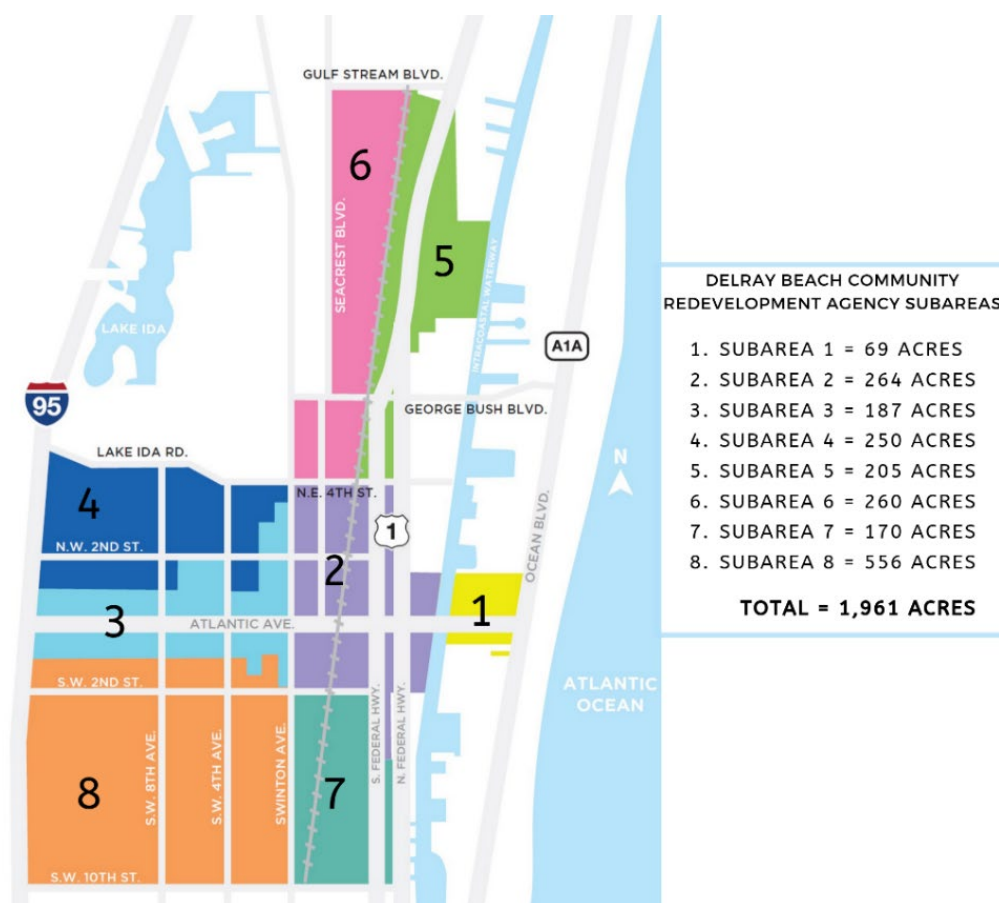 GULF STREAM BLVD.
6
SEACREST BLVD.
5
INTRACOASTAL WATERWAY
LAKE IDA
A1A
95
GEORGE BUSH BLVD.
LAKE IDA RD.
N
4
N.E. 4TH ST.
1
OCEAN BLVD.
N.W. 2ND ST.
2
3
1
ATLANTIC AVE.
S.W. 2ND ST.
ATLANTIC
OCEAN
S.W. 8TH AVE.
S.W. 4TH AVE.
SWINTON AVE.
S. FEDERAL HWY.
N. FEDERAL HWY.
8
7
S.W. 10TH ST.
DELRAY BEACH COMMUNITY
REDEVELOPMENT AGENCY SUBAREAS
1. SUBAREA 1 = 69 ACRES
2. SUBAREA 2 = 264 ACRES
3. SUBAREA 3 = 187 ACRES
4. SUBAREA 4 = 250 ACRES
5. SUBAREA 5 = 205 ACRES
6. SUBAREA 6 = 260 ACRES
7. SUBAREA 7 = 170 ACRES
8. SUBAREA 8 = 556 ACRES
TOTAL = 1,961 ACRES